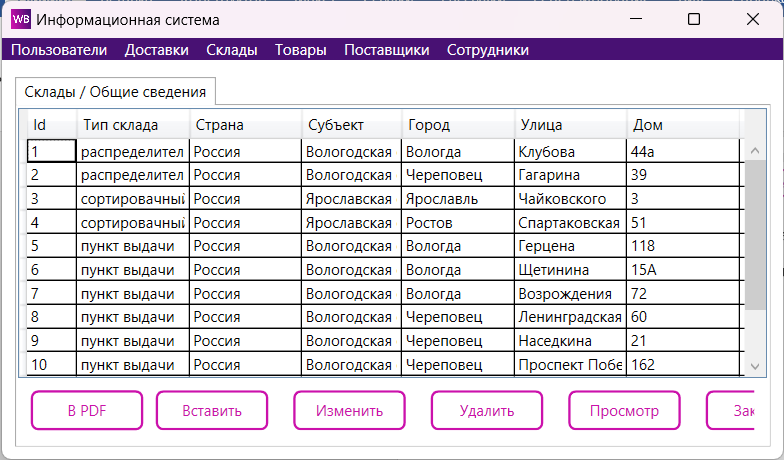 WB Информационная система
Пользователи Доставки Склады Товары Поставщики Сотрудники
Склады / Общие сведения
Id Тип склада Страна Субъект Город Улица Дом
1 распределител Россия Вологодская Вологда Клубова 44а
2 распределител Россия Вологодская Череповец Гагарина 39
3 сортировачный Россия Ярославская Ярославль Чайковского 3
4 сортировачный Россия Ярославская Ростов Спартаковская 51
5 пункт выдачи Россия Вологодская Вологда Герцена 118
6 пункт выдачи Россия Вологодская Вологда Щетинина 15А
7 пункт выдачи Россия Вологодская Вологда Возрождения 72
8 пункт выдачи Россия Вологодская Череповец Ленинградская 60
9 пункт выдачи Россия Вологодская Череповец Наседкина 21
10 пункт выдачи Россия Вологодская Череповец Проспект Побе 162
В PDF Вставить Изменить Удалить Просмотр Зак